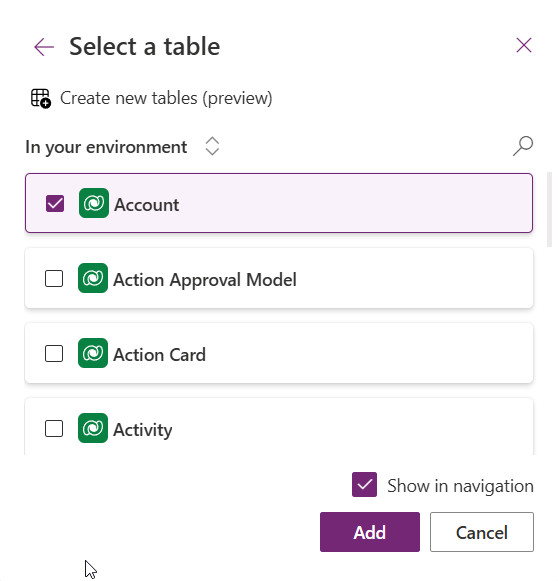 Select a table
Create new tables (preview)
In your environment
Account
Action Approval Model
Action Card
Activity
Show in navigation
Add
Cancel